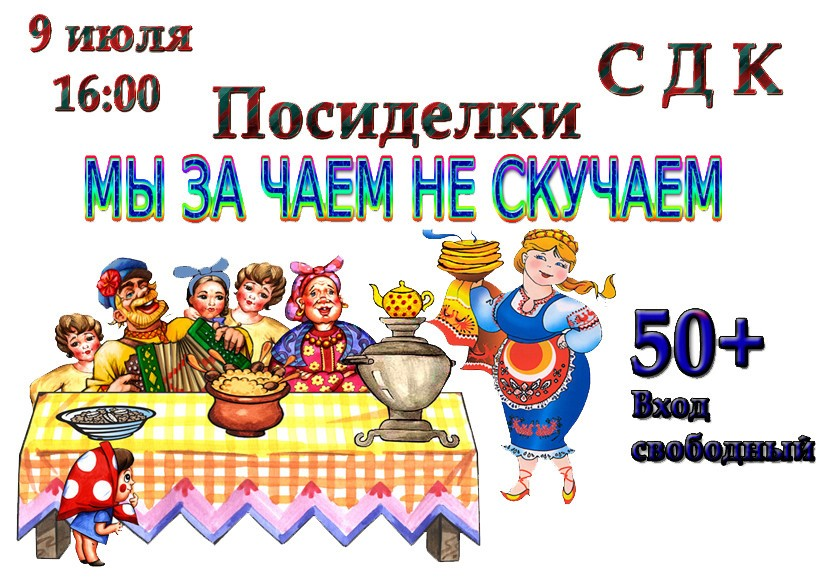 9 июля
16:00
С Д К
Посиделки
МЫ ЗА ЧАЕМ НЕ СКУЧАЕМ
50+
Вход
свободный